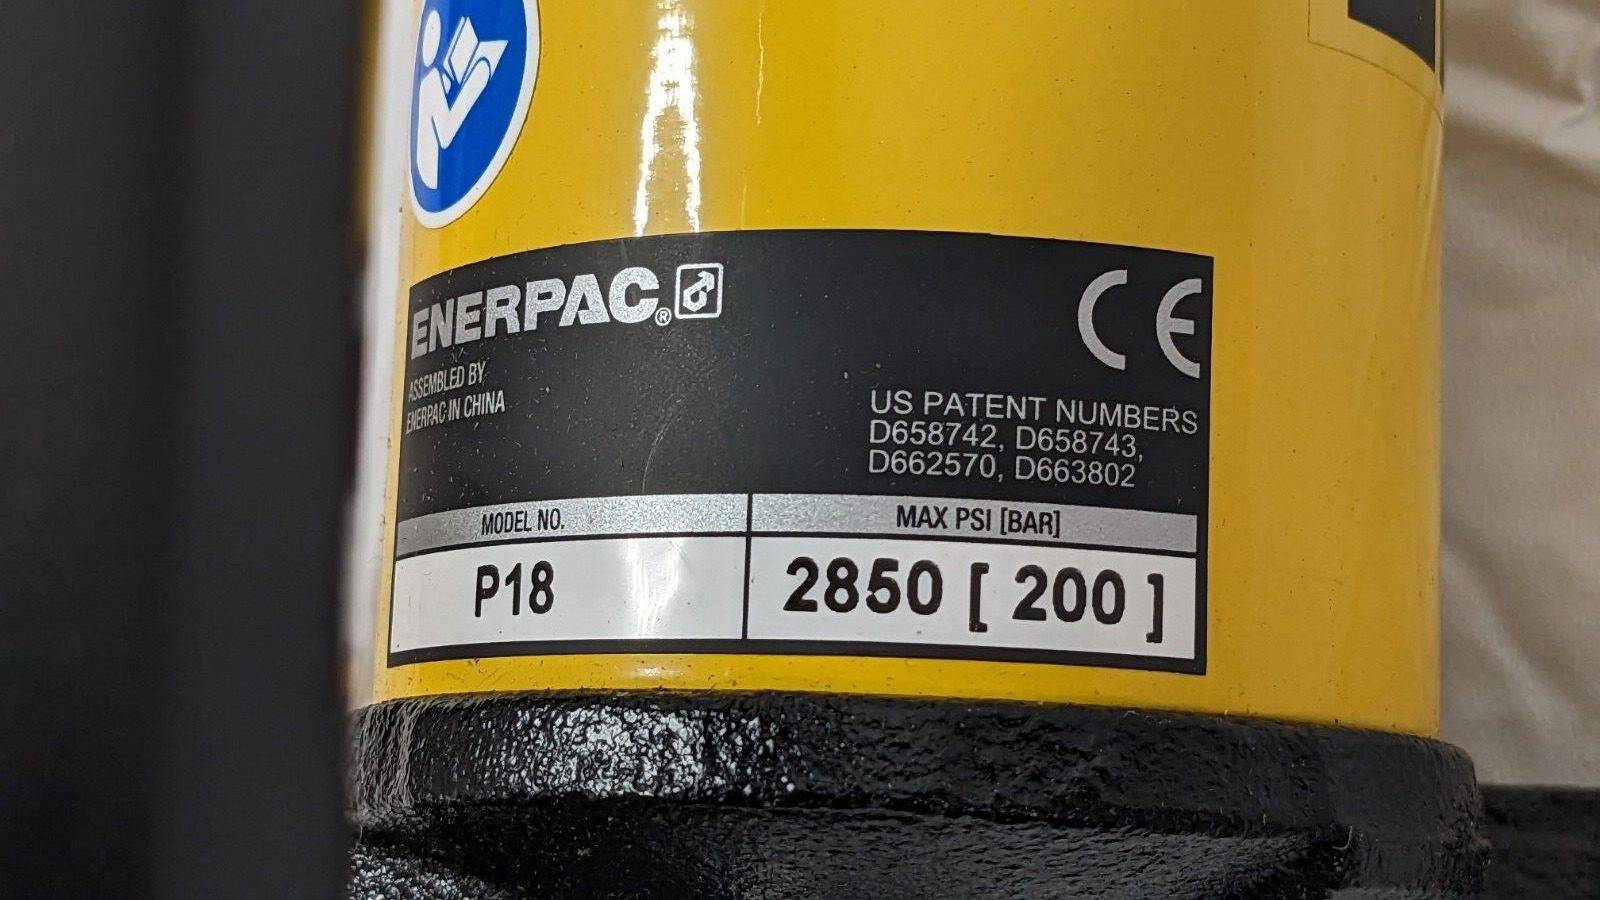 ENERPAC®
ASSEMBLED BY
ENERPAC IN CHINA
CE
US PATENT NUMBERS
D658742, D658743,
D662570, D663802
MODEL NO.
P18
MAX PSI [BAR]
2850 [ 200 ]